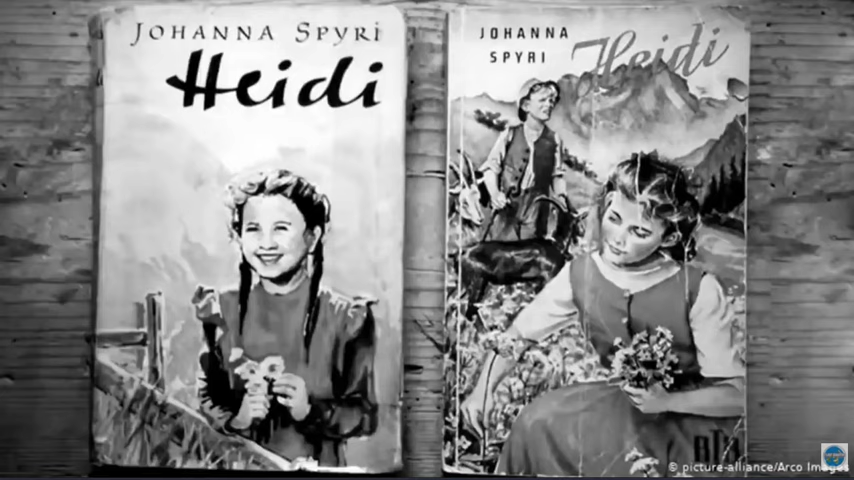 JOHANNA SPYRI
Heidi
JOHANNA
SPYRI
Heidi
© picture-alliance/Arco Images